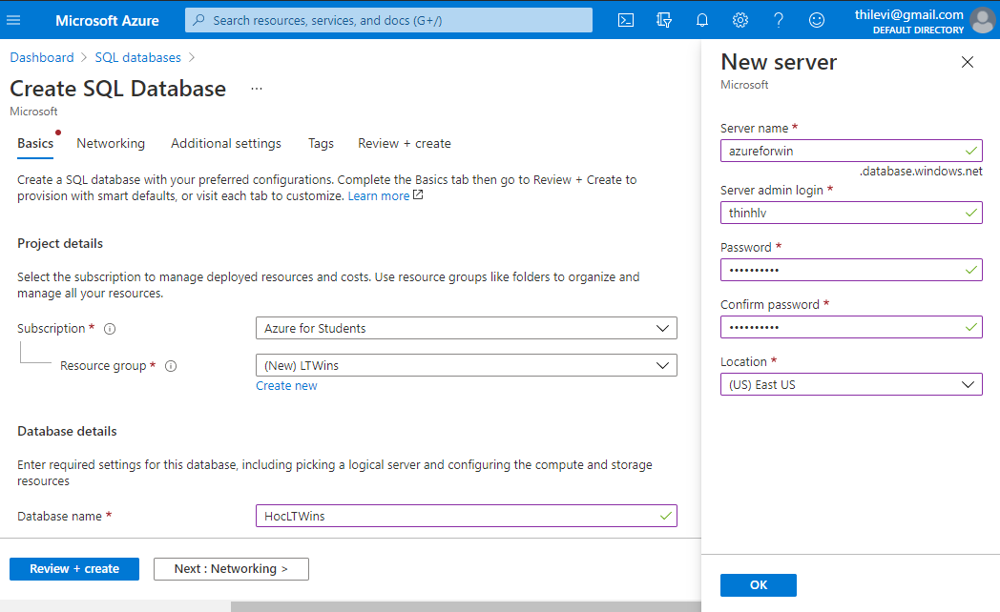 Microsoft Azure
Search resources, services, and docs (G+/)
thilevi@gmail.com
DEFAULT DIRECTORY
Dashboard > SQL databases >
Create SQL Database ...
Microsoft
Basics Networking Additional settings Tags Review + create
Create a SQL database with your preferred configurations. Complete the Basics tab then go to Review + Create to
provision with smart defaults, or visit each tab to customize. Learn more
Project details
Select the subscription to manage deployed resources and costs. Use resource groups like folders to organize and
manage all your resources.
Subscription * Azure for Students
Resource group * (New) LTWins
Create new
Database details
Enter required settings for this database, including picking a logical server and configuring the compute and storage
resources
Database name * HocLTWins
Review + create Next : Networking >
New server
Microsoft
Server name *
azureforwin
.database.windows.net
Server admin login *
thinhlv
Password *
••••••••••
Confirm password *
••••••••••
Location *
(US) East US
OK